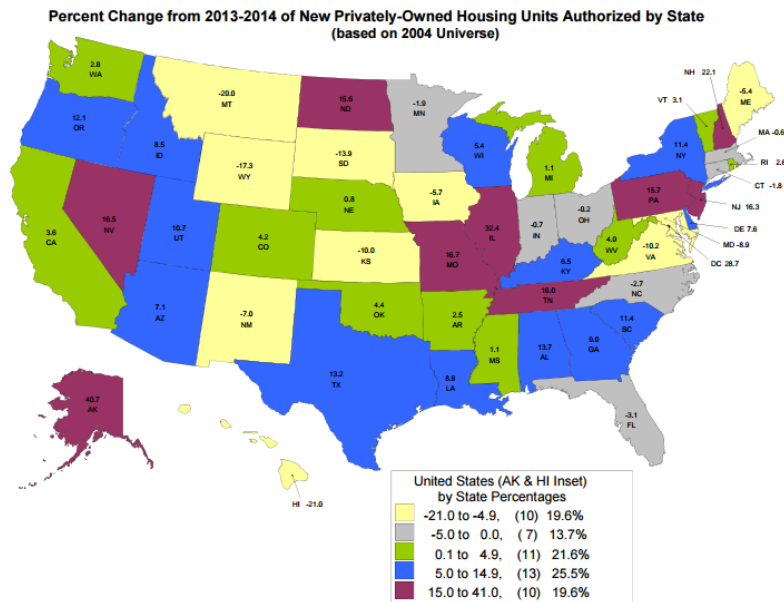 Percent Change from 2013-2014 of New Privately-Owned Housing Units Authorized by State
(based on 2004 Universe)
2.8
WA
-20.0
MT
15.6
ND
-1.9
MN
NH 22.1
-5.4
ME
VT 3.1
12.1
OR
8.5
ID
-13.9
SD
5.4
WI
11.4
NY
MA -0.6
RI 2.6
CT -1.8
-17.3
WY
1.1
MI
-5.7
IA
15.7
PA
NJ 16.3
0.8
NE
-0.2
OH
DE 7.6
16.5
NV
10.7
UT
4.2
CO
32.4
IL
-0.7
IN
4.0
WV
MD -8.9
3.6
CA
-10.0
KS
16.7
MO
6.5
KY
-10.2
VA
DC 28.7
7.1
AZ
-7.0
NM
4.4
OK
2.5
AR
16.0
TN
-2.7
NC
11.4
SC
1.1
MS
13.7
AL
9.0
GA
13.2
TX
8.8
LA
40.7
AK
-3.1
FL
HI -21.0
United States (AK & HI Inset)
by State Percentages
-21.0 to -4.9, (10) 19.6%
-5.0 to 0.0, ( 7) 13.7%
0.1 to 4.9, (11) 21.6%
5.0 to 14.9, (13) 25.5%
15.0 to 41.0, (10) 19.6%